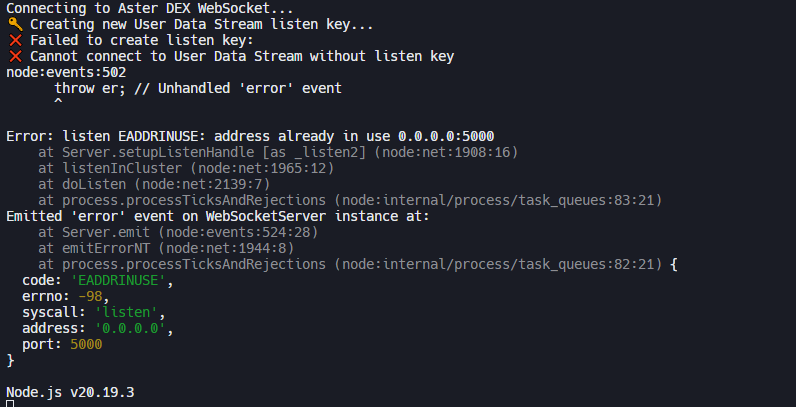 Connecting to Aster DEX WebSocket...
🔑 Creating new User Data Stream listen key...
❌ Failed to create listen key:
❌ Cannot connect to User Data Stream without listen key
node:events:502
      throw er; // Unhandled 'error' event
      ^

Error: listen EADDRINUSE: address already in use 0.0.0.0:5000
    at Server.setupListenHandle [as _listen2] (node:net:1908:16)
    at listenInCluster (node:net:1965:12)
    at doListen (node:net:2139:7)
    at process.processTicksAndRejections (node:internal/process/task_queues:83:21)
Emitted 'error' event on WebSocketServer instance at:
    at Server.emit (node:events:524:28)
    at emitErrorNT (node:net:1944:8)
    at process.processTicksAndRejections (node:internal/process/task_queues:82:21) {
  code: 'EADDRINUSE',
  errno: -98,
  syscall: 'listen',
  address: '0.0.0.0',
  port: 5000
}

Node.js v20.19.3